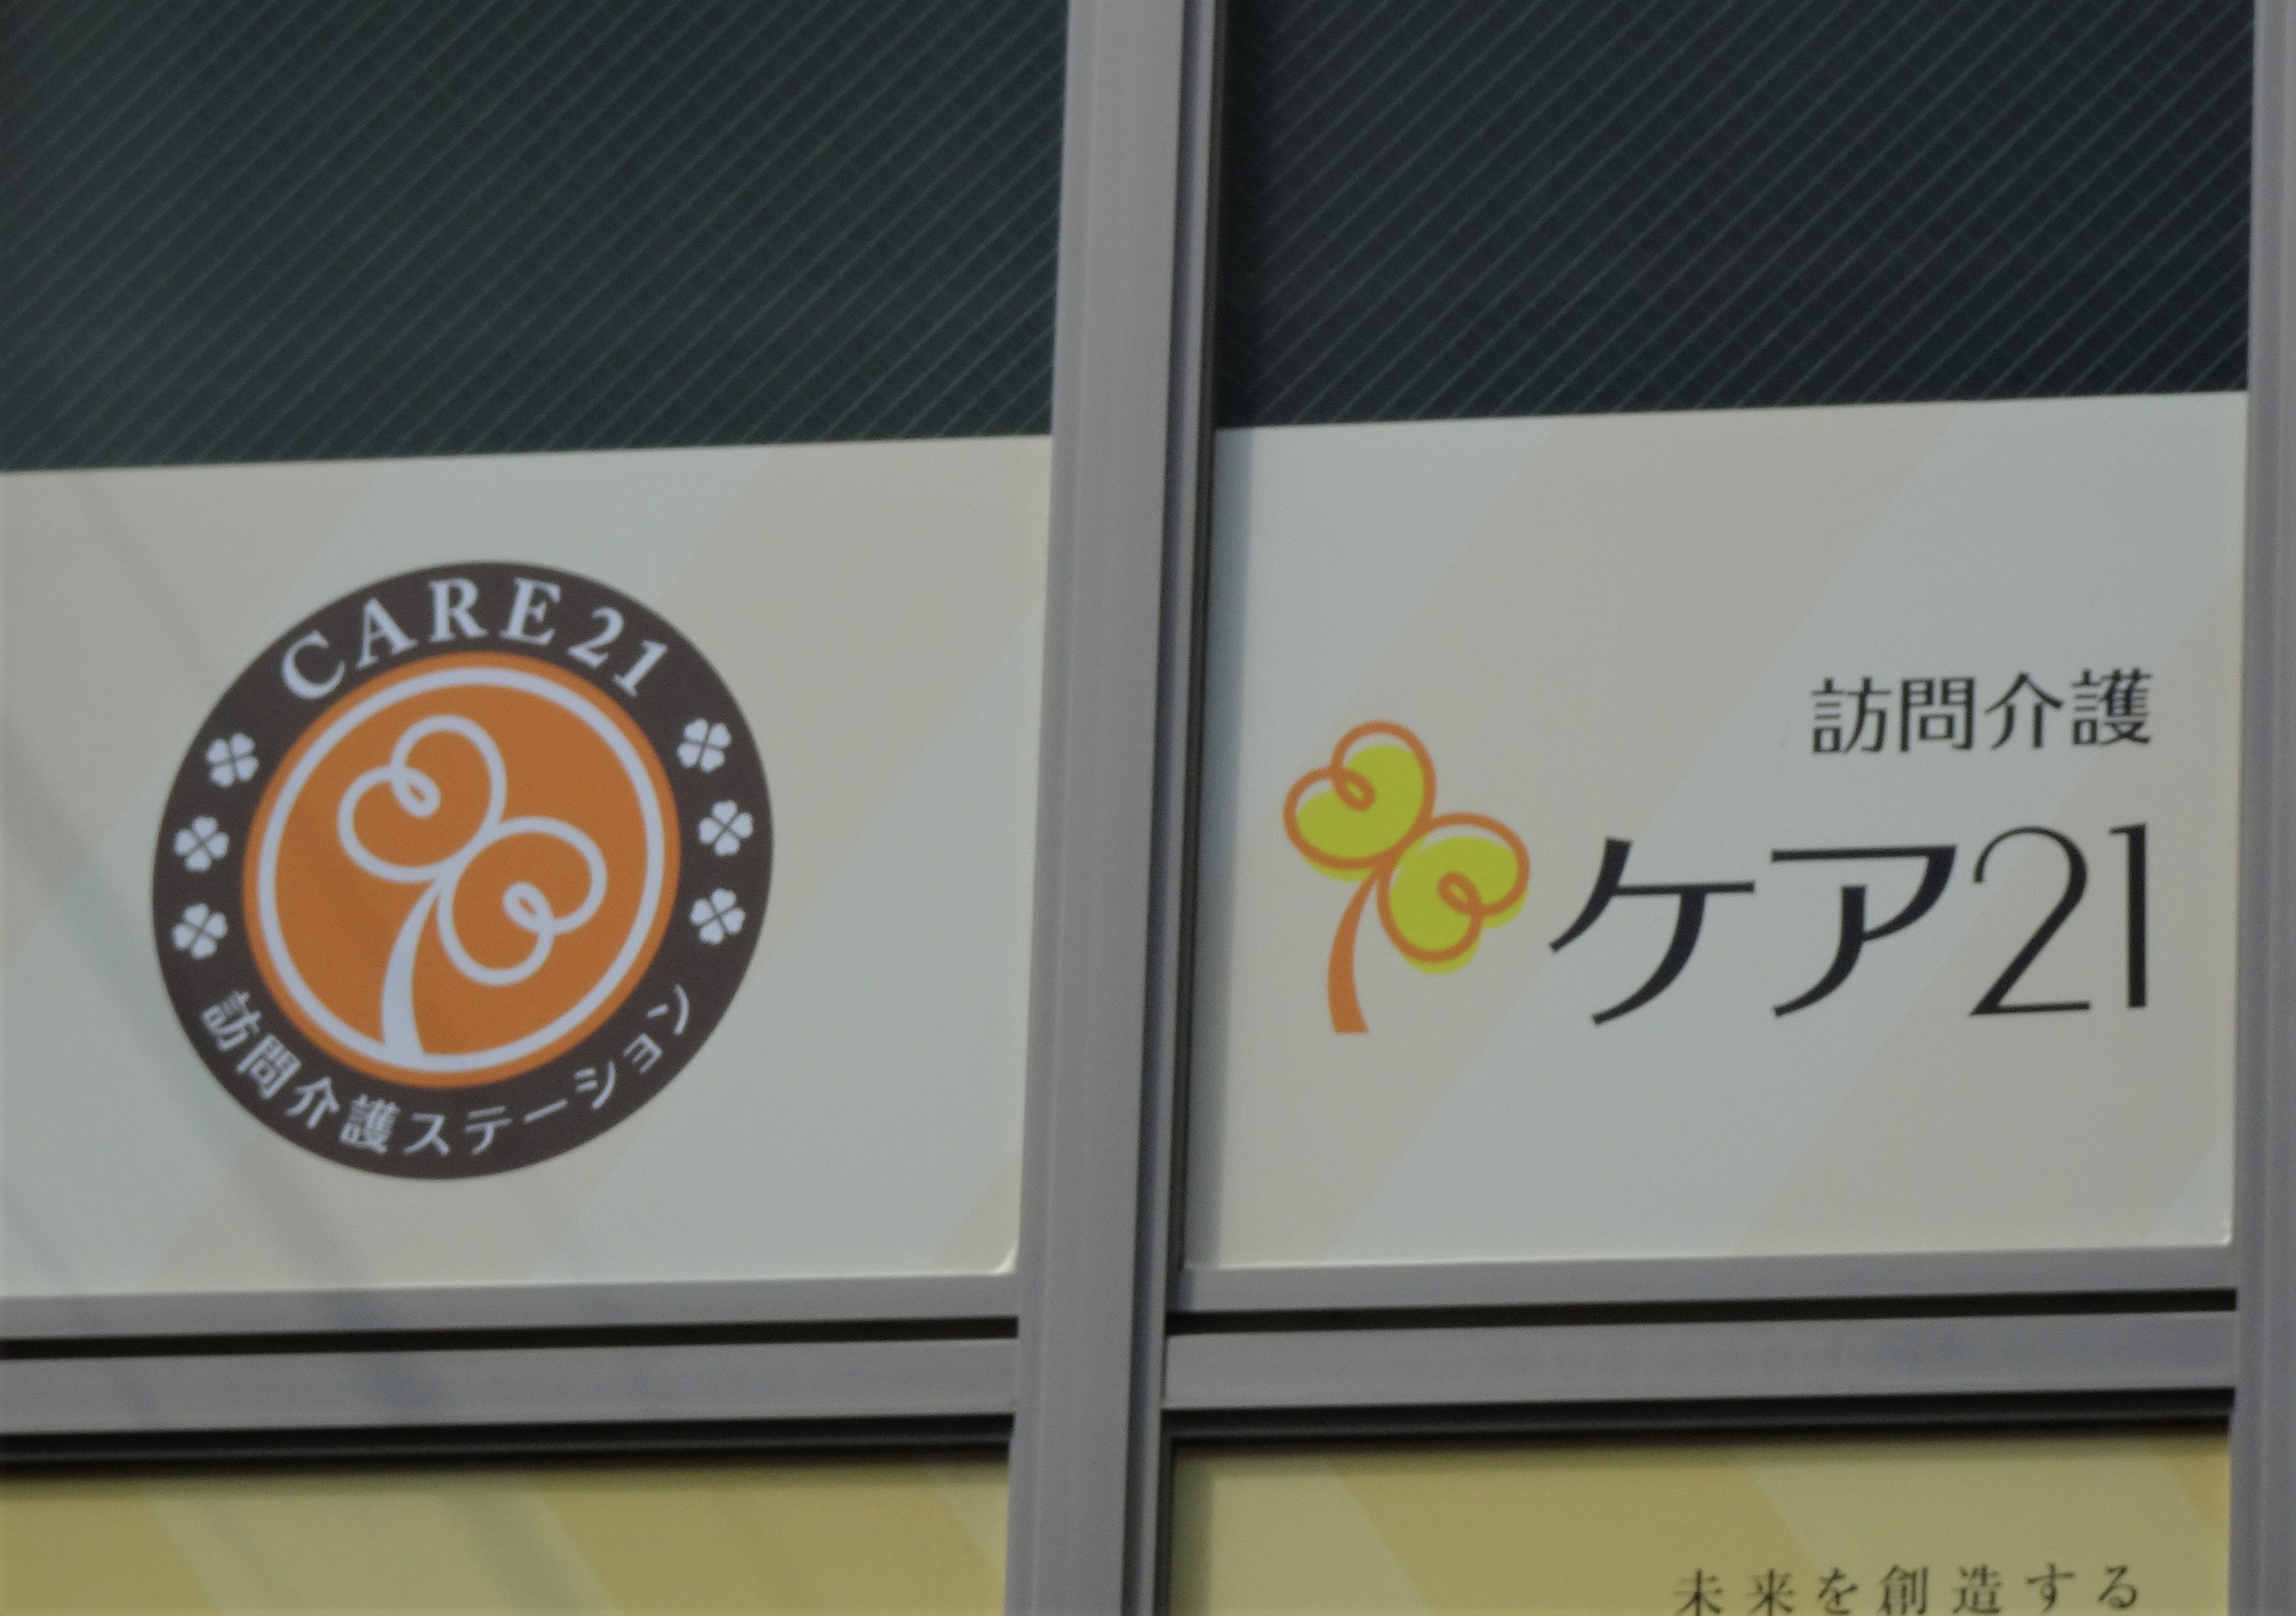 CARE21
訪問介護ステーション
訪問介護
ケア21
未来を創造する